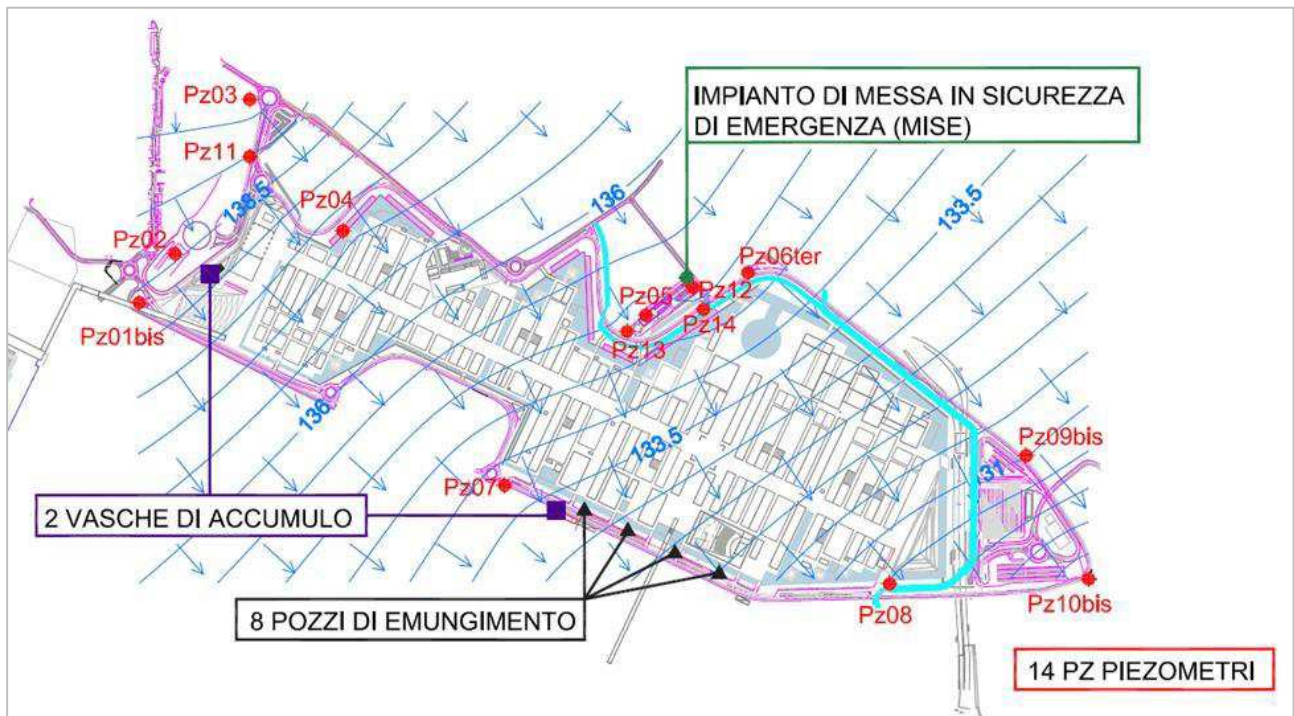 IMPIANTO DI MESSA IN SICUREZZA
DI EMERGENZA (MISE)
Pz03
Pz11
138.5
Pz04
136
133.5
Pz02
Pz06ter
Pz12
Pz05
Pz14
Pz01bis
Pz13
136
133.5
Pz09bis
131
Pz07
2 VASCHE DI ACCUMULO
Pz08
Pz10bis
8 POZZI DI EMUNGIMENTO
14 PZ PIEZOMETRI